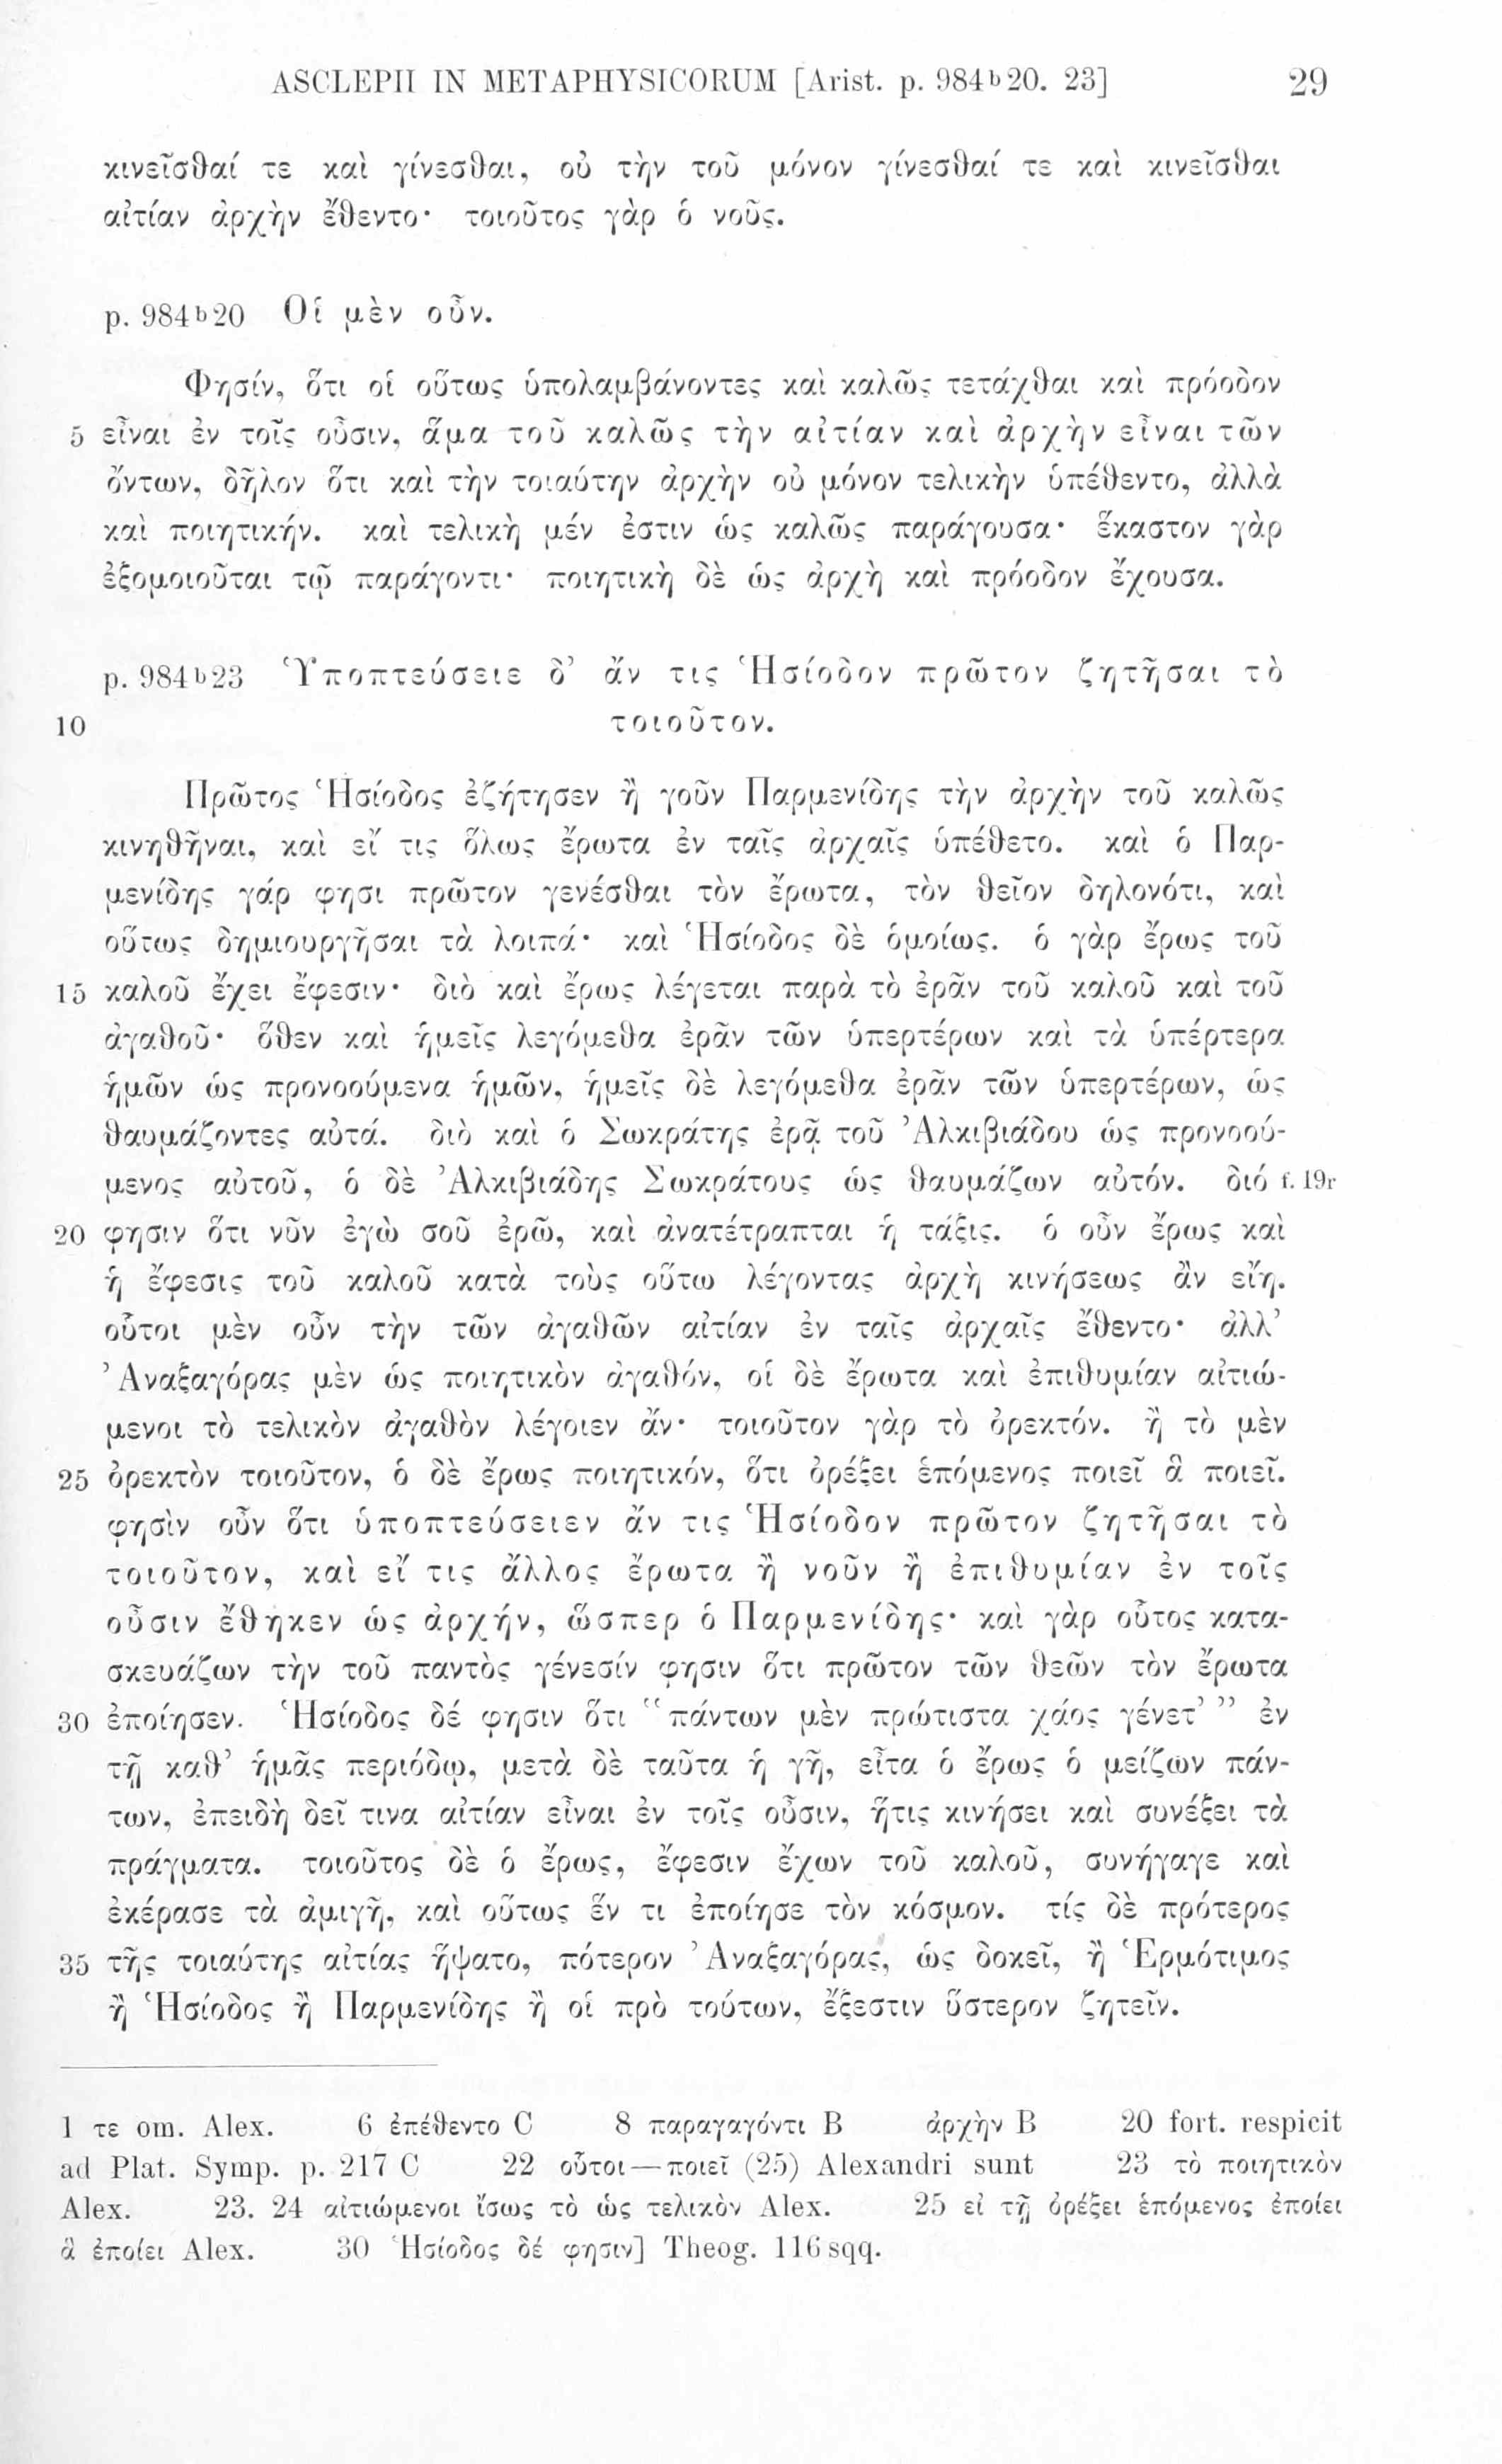 ASCLEPII IN METAPHYSICORUM [Arist. p. 984ᵇ20. 23] 29
κινεῖσθαί τε καὶ γίνεσθαι, οὐ τὴν τοῦ μόνον γίνεσθαί τε καὶ κινεῖσθαι
αἰτίαν ἀρχὴν ἔθεντο· τοιοῦτος γὰρ ὁ νοῦς.
p. 984ᵇ20 Οἱ μὲν οὖν.
Φησίν, ὅτι οἱ οὕτως ὑπολαμβάνοντες καὶ καλῶς τετάχθαι καὶ πρόοδον
5 εἶναι ἐν τοῖς οὖσιν, ἅμα τοῦ καλῶς τὴν αἰτίαν καὶ ἀρχὴν εἶναι τῶν
ὄντων, δῆλον ὅτι καὶ τὴν τοιαύτην ἀρχὴν οὐ μόνον τελικὴν ὑπέθεντο, ἀλλὰ
καὶ ποιητικήν. καὶ τελικὴ μέν ἐστιν ὡς καλῶς παράγουσα· ἕκαστον γὰρ
ἐξομοιοῦται τῷ παράγοντι· ποιητικὴ δὲ ὡς ἀρχὴ καὶ πρόοδον ἔχουσα.
p. 984ᵇ23 Ὑποπτεύσειε δ’ ἄν τις Ἡσίοδον πρῶτον ζητῆσαι τὸ
10 τοιοῦτον.
Πρῶτος Ἡσίοδος ἐζήτησεν ἢ γοῦν Παρμενίδης τὴν ἀρχὴν τοῦ καλῶς
κινηθῆναι, καὶ εἴ τις ὅλως ἔρωτα ἐν ταῖς ἀρχαῖς ὑπέθετο. καὶ ὁ Παρ-
μενίδης γάρ φησι πρῶτον γενέσθαι τὸν ἔρωτα, τὸν θεῖον δηλονότι, καὶ
οὕτως δημιουργῆσαι τὰ λοιπά· καὶ Ἡσίοδος δὲ ὁμοίως. ὁ γὰρ ἔρως τοῦ
15 καλοῦ ἔχει ἔφεσιν· διὸ καὶ ἔρως λέγεται παρὰ τὸ ἐρᾶν τοῦ καλοῦ καὶ τοῦ
ἀγαθοῦ· ὅθεν καὶ ἡμεῖς λεγόμεθα ἐρᾶν τῶν ὑπερτέρων καὶ τὰ ὑπέρτερα
ἡμῶν ὡς προνοούμενα ἡμῶν, ἡμεῖς δὲ λεγόμεθα ἐρᾶν τῶν ὑπερτέρων, ὡς
θαυμάζοντες αὐτά. διὸ καὶ ὁ Σωκράτης ἐρᾷ τοῦ Ἀλκιβιάδου ὡς προνοού-
μενος αὐτοῦ, ὁ δὲ Ἀλκιβιάδης Σωκράτους ὡς θαυμάζων αὐτόν. διό f. 19r
20 φησιν ὅτι νῦν ἐγὼ σοῦ ἐρῶ, καὶ ἀνατέτραπται ἡ τάξις. ὁ οὖν ἔρως καὶ
ἡ ἔφεσις τοῦ καλοῦ κατὰ τοὺς οὕτω λέγοντας ἀρχὴ κινήσεως ἂν εἴη.
οὗτοι μὲν οὖν τὴν τῶν ἀγαθῶν αἰτίαν ἐν ταῖς ἀρχαῖς ἔθεντο· ἀλλ’
Ἀναξαγόρας μὲν ὡς ποιητικὸν ἀγαθόν, οἱ δὲ ἔρωτα καὶ ἐπιθυμίαν αἰτιώ-
μενοι τὸ τελικὸν ἀγαθὸν λέγοιεν ἄν· τοιοῦτον γὰρ τὸ ὀρεκτόν. ἢ τὸ μὲν
25 ὀρεκτὸν τοιοῦτον, ὁ δὲ ἔρως ποιητικόν, ὅτι ὀρέξει ἑπόμενος ποιεῖ ἃ ποιεῖ.
φησὶν οὖν ὅτι ὑποπτεύσειεν ἄν τις Ἡσίοδον πρῶτον ζητῆσαι τὸ
τοιοῦτον, καὶ εἴ τις ἄλλος ἔρωτα ἢ νοῦν ἢ ἐπιθυμίαν ἐν τοῖς
οὖσιν ἔθηκεν ὡς ἀρχήν, ὥσπερ ὁ Παρμενίδης· καὶ γὰρ οὗτος κατα-
σκευάζων τὴν τοῦ παντὸς γένεσίν φησιν ὅτι πρῶτον τῶν θεῶν τὸν ἔρωτα
30 ἐποίησεν. Ἡσίοδος δέ φησιν ὅτι “πάντων μὲν πρώτιστα χάος γένετ’” ἐν
τῇ καθ’ ἡμᾶς περιόδῳ, μετὰ δὲ ταῦτα ἡ γῆ, εἶτα ὁ ἔρως ὁ μείζων πάν-
των, ἐπειδὴ δεῖ τινα αἰτίαν εἶναι ἐν τοῖς οὖσιν, ἥτις κινήσει καὶ συνέξει τὰ
πράγματα. τοιοῦτος δὲ ὁ ἔρως, ἔφεσιν ἔχων τοῦ καλοῦ, συνήγαγε καὶ
ἐκέρασε τὰ ἀμιγῆ, καὶ οὕτως ἕν τι ἐποίησε τὸν κόσμον. τίς δὲ πρότερος
35 τῆς τοιαύτης αἰτίας ἥψατο, πότερον Ἀναξαγόρας, ὡς δοκεῖ, ἢ Ἑρμότιμος
ἢ Ἡσίοδος ἢ Παρμενίδης ἢ οἱ πρὸ τούτων, ἔξεστιν ὕστερον ζητεῖν.
1 τε om. Alex. 6 ἐπέθεντο C 8 παραγαγόντι B ἀρχὴν B 20 fort. respicit
ad Plat. Symp. p. 217 C 22 οὗτοι—ποιεῖ (25) Alexandri sunt 23 τὸ ποιητικὸν
Alex. 23. 24 αἰτιώμενοι ἴσως τὸ ὡς τελικὸν Alex. 25 εἰ τῇ ὀρέξει ἑπόμενος ἐποίει
ἃ ἐποίει Alex. 30 Ἡσίοδος δέ φησιν] Theog. 116 sqq.